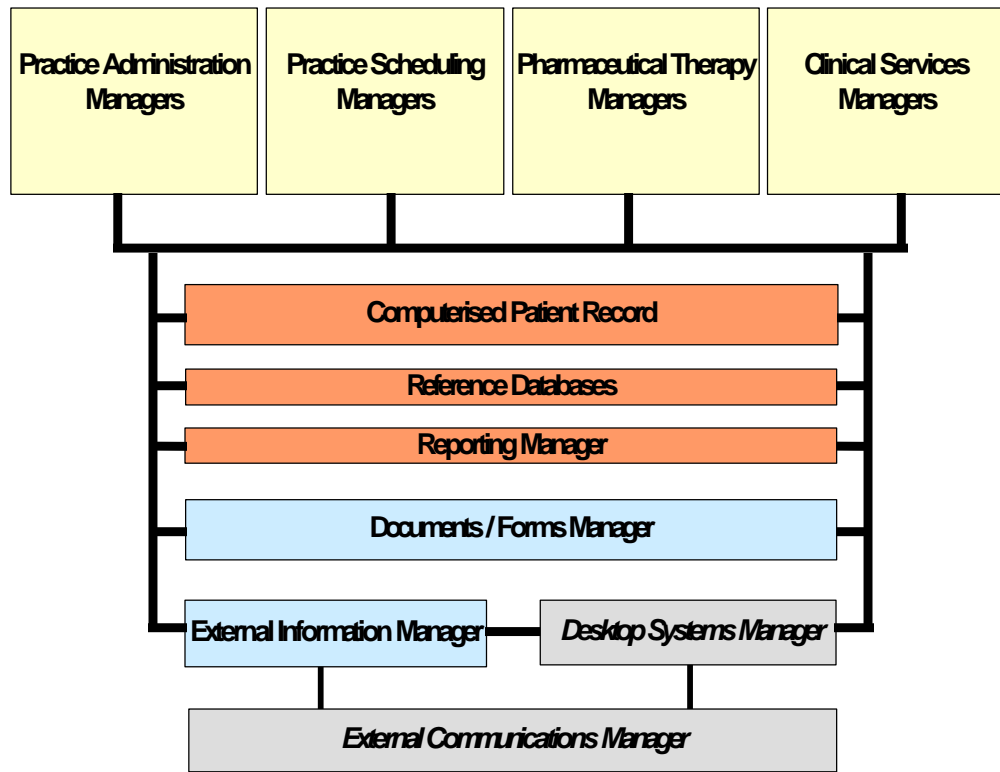 Practice Administration
Managers
Practice Scheduling
Managers
Pharmaceutical Therapy
Managers
Clinical Services
Managers
Computerised Patient Record
Reference Databases
Reporting Manager
Documents / Forms Manager
External Information Manager
Desktop Systems Manager
External Communications Manager